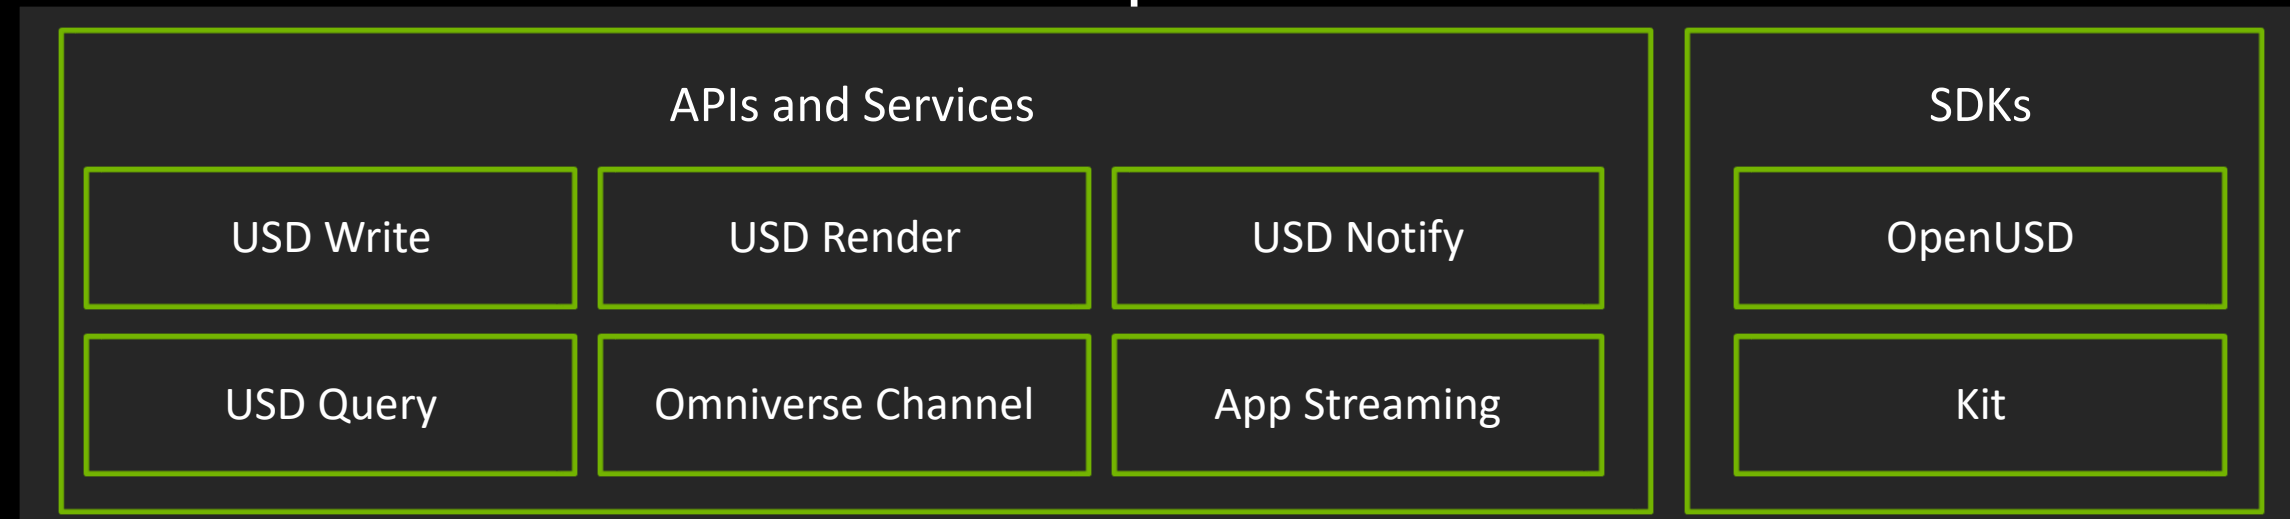 APIs and Services
USD Write
USD Render
USD Notify
USD Query
Omniverse Channel
App Streaming
SDKs
OpenUSD
Kit